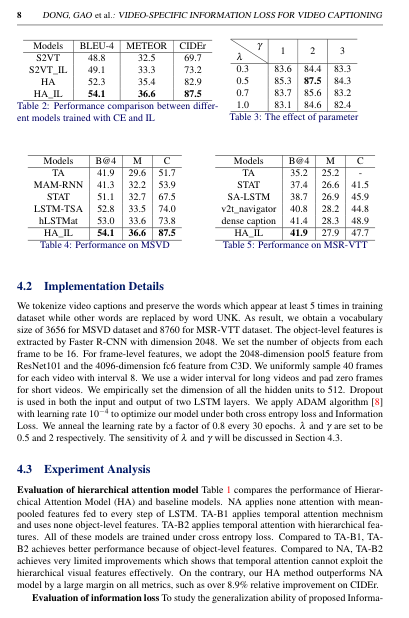 8 DONG, GAO et al.: VIDEO-SPECIFIC INFORMATION LOSS FOR VIDEO CAPTIONING
Models BLEU-4 METEOR CIDEr
S2VT 48.8 32.5 69.7
S2VT_IL 49.1 33.3 73.2
HA 52.3 35.4 82.9
HA_IL 54.1 36.6 87.5
Table 2: Performance comparison between differ-
ent models trained with CE and IL
λ γ 1 2 3
0.3 83.6 84.4 83.3
0.5 85.3 87.5 84.3
0.7 83.7 85.6 83.2
1.0 83.1 84.6 82.4
Table 3: The effect of parameter
Models B@4 M C
TA 41.9 29.6 51.7
MAM-RNN 41.3 32.2 53.9
STAT 51.1 32.7 67.5
LSTM-TSA 52.8 33.5 74.0
hLSTMat 53.0 33.6 73.8
HA_IL 54.1 36.6 87.5
Table 4: Performance on MSVD
Models B@4 M C
TA 35.2 25.2 -
STAT 37.4 26.6 41.5
SA-LSTM 38.7 26.9 45.9
v2t_navigator 40.8 28.2 44.8
dense caption 41.4 28.3 48.9
HA_IL 41.9 27.9 47.7
Table 5: Performance on MSR-VTT
4.2 Implementation Details
We tokenize video captions and preserve the words which appear at least 5 times in training
dataset while other words are replaced by word UNK. As result, we obtain a vocabulary
size of 3656 for MSVD dataset and 8760 for MSR-VTT dataset. The object-level features is
extracted by Faster R-CNN with dimension 2048. We set the number of objects from each
frame to be 16. For frame-level features, we adopt the 2048-dimension pool5 feature from
ResNet101 and the 4096-dimension fc6 feature from C3D. We uniformly sample 40 frames
for each video with interval 8. We use a wider interval for long videos and pad zero frames
for short videos. We empirically set the dimension of all the hidden units to 512. Dropout
is used in both the input and output of two LSTM layers. We apply ADAM algorithm [8]
with learning rate 10⁻⁴ to optimize our model under both cross entropy loss and Information
Loss. We anneal the learning rate by a factor of 0.8 every 30 epochs. λ and γ are set to be
0.5 and 2 respectively. The sensitivity of λ and γ will be discussed in Section 4.3.
4.3 Experiment Analysis
Evaluation of hierarchical attention model Table 1 compares the performance of Hierar-
chical Attention Model (HA) and baseline models. NA applies none attention with mean-
pooled features fed to every step of LSTM. TA-B1 applies temporal attention mechnism
and uses none object-level features. TA-B2 applies temporal attention with hierarchical fea-
tures. All of these models are trained under cross entropy loss. Compared to TA-B1, TA-
B2 achieves better performance because of object-level features. Compared to NA, TA-B2
achieves very limited improvements which shows that temporal attention cannot exploit the
hierarchical visual features effectively. On the contrary, our HA method outperforms NA
model by a large margin on all metrics, such as over 8.9% relative improvement on CIDEr.
Evaluation of information loss To study the generalization ability of proposed Informa-